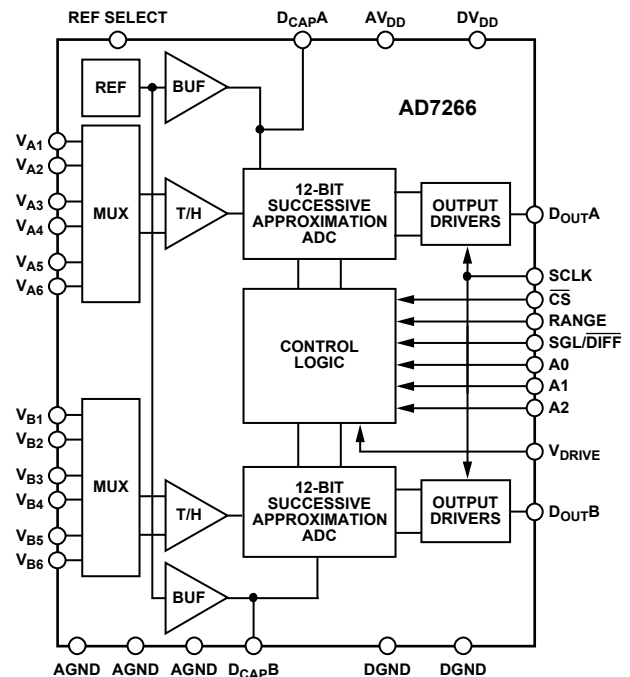 REF SELECT
DCAPA
AVDD
DVDD
REF
BUF
AD7266
VA1
VA2
VA3
VA4
VA5
VA6
MUX
T/H
12-BIT
SUCCESSIVE
APPROXIMATION
ADC
OUTPUT
DRIVERS
DOUTA
SCLK
CS
RANGE
SGL/DIFF
A0
A1
A2
VDRIVE
CONTROL
LOGIC
VB1
VB2
VB3
VB4
VB5
VB6
MUX
T/H
12-BIT
SUCCESSIVE
APPROXIMATION
ADC
OUTPUT
DRIVERS
DOUTB
BUF
AGND
AGND
AGND
DCAPB
DGND
DGND